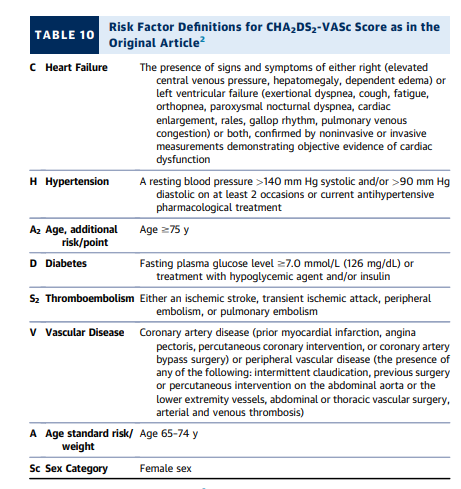 TABLE 10
Risk Factor Definitions for CHA₂DS₂-VASc Score as in the
Original Article²
C Heart Failure The presence of signs and symptoms of either right (elevated
central venous pressure, hepatomegaly, dependent edema) or
left ventricular failure (exertional dyspnea, cough, fatigue,
orthopnea, paroxysmal nocturnal dyspnea, cardiac
enlargement, rales, gallop rhythm, pulmonary venous
congestion) or both, confirmed by noninvasive or invasive
measurements demonstrating objective evidence of cardiac
dysfunction
H Hypertension A resting blood pressure >140 mm Hg systolic and/or >90 mm Hg
diastolic on at least 2 occasions or current antihypertensive
pharmacological treatment
A₂ Age, additional Age ≥75 y
risk/point
D Diabetes Fasting plasma glucose level ≥7.0 mmol/L (126 mg/dL) or
treatment with hypoglycemic agent and/or insulin
S₂ Thromboembolism Either an ischemic stroke, transient ischemic attack, peripheral
embolism, or pulmonary embolism
V Vascular Disease Coronary artery disease (prior myocardial infarction, angina
pectoris, percutaneous coronary intervention, or coronary artery
bypass surgery) or peripheral vascular disease (the presence of
any of the following: intermittent claudication, previous surgery
or percutaneous intervention on the abdominal aorta or the
lower extremity vessels, abdominal or thoracic vascular surgery,
arterial and venous thrombosis)
A Age standard risk/ Age 65-74 y
weight
Sc Sex Category Female sex